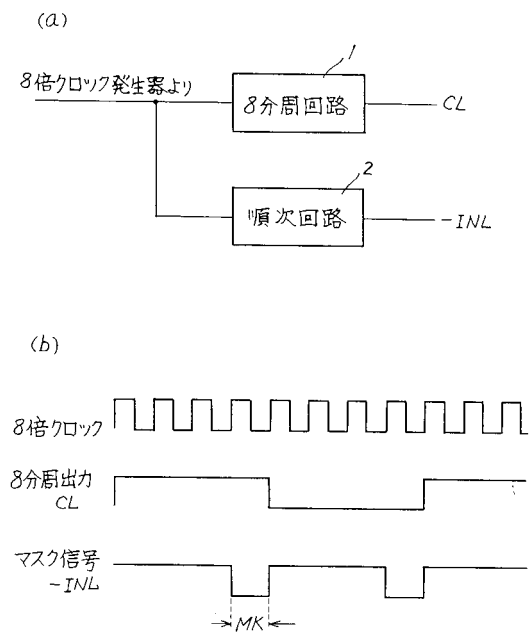 (a)
8倍クロック発生器より
1
8分周回路
CL
2
順次回路
-INL
(b)
8倍クロック
8分周出力
CL
マスク信号
-INL
MK